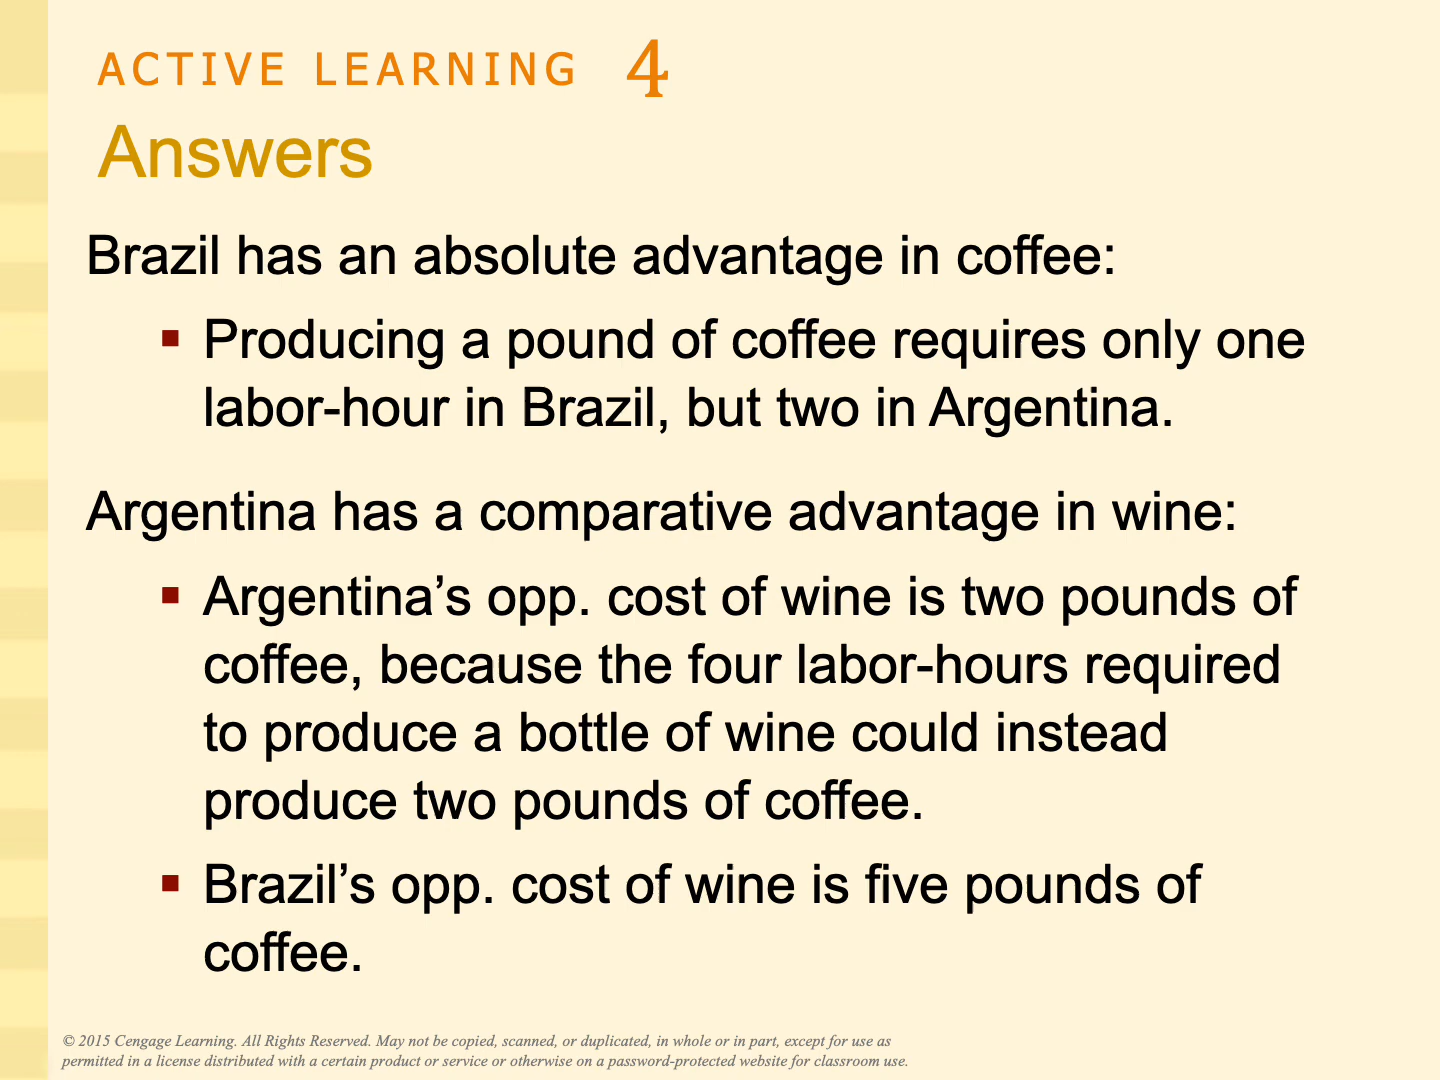 ACTIVE LEARNING 4
Answers
Brazil has an absolute advantage in coffee:
▪ Producing a pound of coffee requires only one
labor-hour in Brazil, but two in Argentina.
Argentina has a comparative advantage in wine:
▪ Argentina’s opp. cost of wine is two pounds of
coffee, because the four labor-hours required
to produce a bottle of wine could instead
produce two pounds of coffee.
▪ Brazil’s opp. cost of wine is five pounds of
coffee.
© 2015 Cengage Learning. All Rights Reserved. May not be copied, scanned, or duplicated, in whole or in part, except for use as
permitted in a license distributed with a certain product or service or otherwise on a password-protected website for classroom use.